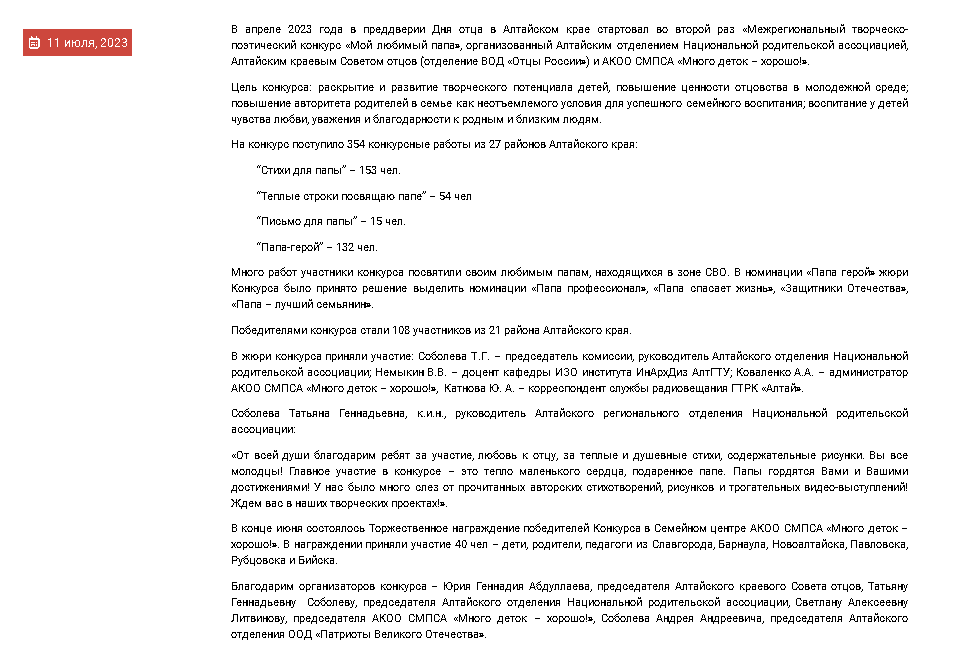 11 июля, 2023
В апреле 2023 года в преддверии Дня отца в Алтайском крае стартовал во второй раз «Межрегиональный творческо-
поэтический конкурс «Мой любимый папа», организованный Алтайским отделением Национальной родительской ассоциацией,
Алтайским краевым Советом отцов (отделение ВОД «Отцы России») и АКОО СМПСА «Много деток – хорошо!».
Цель конкурса: раскрытие и развитие творческого потенциала детей, повышение ценности отцовства в молодежной среде;
повышение авторитета родителей в семье как неотъемлемого условия для успешного семейного воспитания; воспитание у детей
чувства любви, уважения и благодарности к родным и близким людям.
На конкурс поступило 354 конкурсные работы из 27 районов Алтайского края:
“Стихи для папы” – 153 чел.
“Теплые строки посвящаю папе” – 54 чел
“Письмо для папы” – 15 чел.
“Папа-герой” – 132 чел.
Много работ участники конкурса посвятили своим любимым папам, находящихся в зоне СВО. В номинации «Папа герой» жюри
Конкурса было принято решение выделить номинации «Папа профессионал», «Папа спасает жизнь», «Защитники Отечества»,
«Папа – лучший семьянин».
Победителями конкурса стали 108 участников из 21 района Алтайского края.
В жюри конкурса приняли участие: Соболева Т.Г. – председатель комиссии, руководитель Алтайского отделения Национальной
родительской ассоциации; Немыкин В.В. – доцент кафедры ИЗО института ИнАрхДиз АлтГТУ; Коваленко А.А. – администратор
АКОО СМПСА «Много деток – хорошо!», Катнова Ю. А. – корреспондент службы радиовещания ГТРК «Алтай».
Соболева Татьяна Геннадьевна, к.и.н., руководитель Алтайского регионального отделения Национальной родительской
ассоциации:
«От всей души благодарим ребят за участие, любовь к отцу, за теплые и душевные стихи, содержательные рисунки. Вы все
молодцы! Главное участие в конкурсе – это тепло маленького сердца, подаренное папе. Папы гордятся Вами и Вашими
достижениями! У нас было много слез от прочитанных авторских стихотворений, рисунков и трогательных видео-выступлений!
Ждем вас в наших творческих проектах!».
В конце июня состоялось Торжественное награждение победителей Конкурса в Семейном центре АКОО СМПСА «Много деток –
хорошо!». В награждении приняли участие 40 чел – дети, родители, педагоги из Славгорода, Барнаула, Новоалтайска, Павловска,
Рубцовска и Бийска.
Благодарим организаторов конкурса – Юрия Геннадия Абдуллаева, председателя Алтайского краевого Совета отцов, Татьяну
Геннадьевну Соболеву, председателя Алтайского отделения Национальной родительской ассоциации, Светлану Алексеевну
Литвинову, председателя АКОО СМПСА «Много деток – хорошо!», Соболева Андрея Андреевича, председателя Алтайского
отделения ООД «Патриоты Великого Отечества».